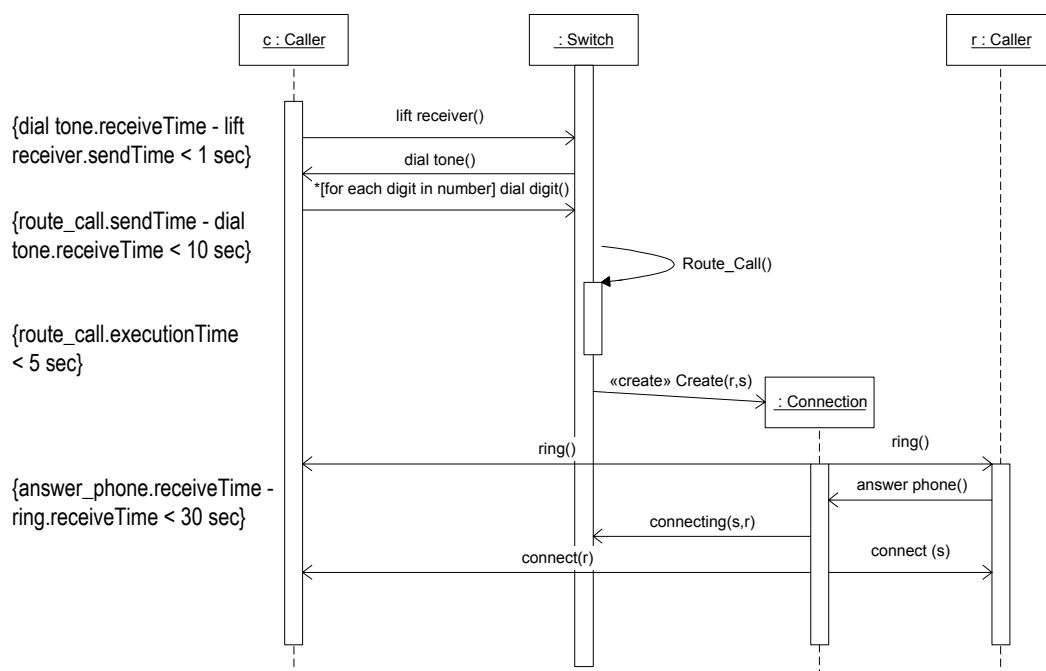 c : Caller
: Switch
r : Caller
{dial tone.receiveTime - lift
receiver.sendTime < 1 sec}
lift receiver()
dial tone()
*[for each digit in number] dial digit()
{route_call.sendTime - dial
tone.receiveTime < 10 sec}
Route_Call()
{route_call.executionTime
< 5 sec}
«create» Create(r,s)
: Connection
ring()
ring()
{answer_phone.receiveTime -
ring.receiveTime < 30 sec}
answer phone()
connecting(s,r)
connect(r)
connect (s)